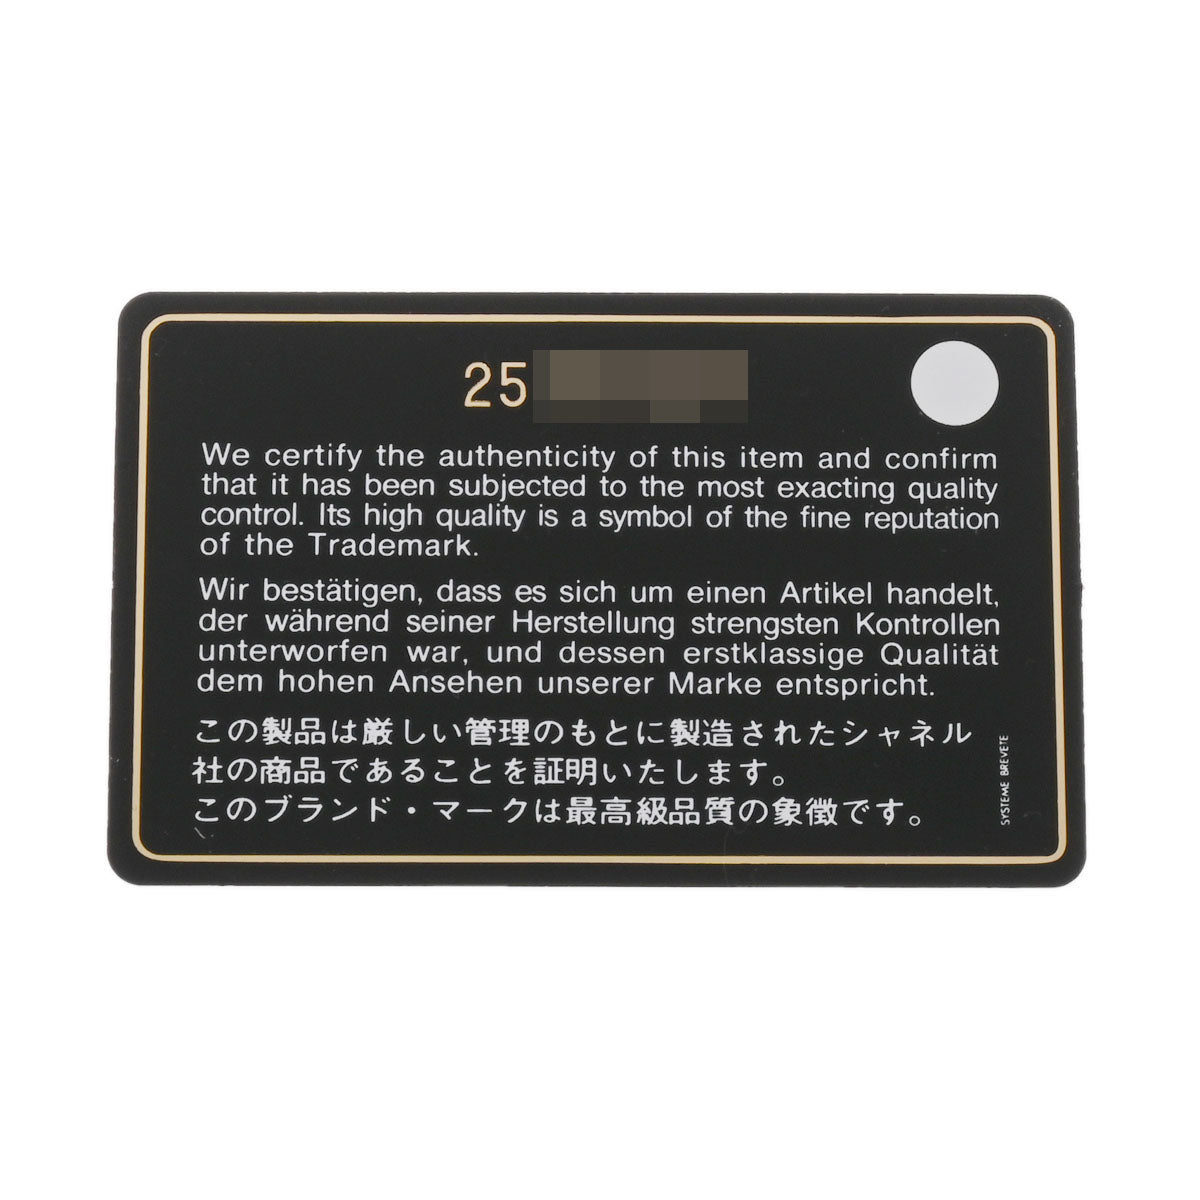 25
We certify the authenticity of this item and confirm
that it has been subjected to the most exacting quality
control. Its high quality is a symbol of the fine reputation
of the Trademark.
Wir bestätigen, dass es sich um einen Artikel handelt,
der während seiner Herstellung strengsten Kontrollen
unterworfen war, und dessen erstklassige Qualität
dem hohen Ansehen unserer Marke entspricht.
この製品は厳しい管理のもとに製造されたシャネル
社の商品であることを証明いたします。
このブランド・マークは最高級品質の象徴です。
SYSTEME BREVETE